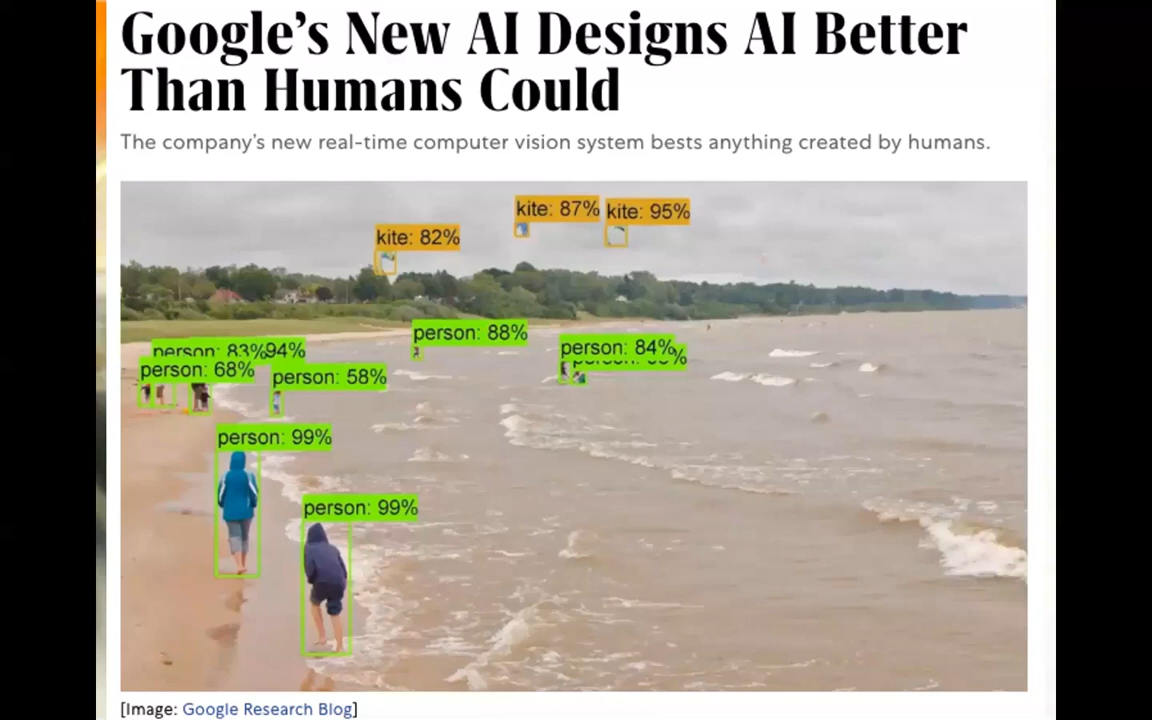 Google's New AI Designs AI Better
Than Humans Could
The company's new real-time computer vision system bests anything created by humans.
kite: 87%
kite: 95%
kite: 82%
person: 88%
person: 84%
%
person: 83%
94%
person: 68%
person: 58%
person: 99%
person: 99%
[Image: Google Research Blog]